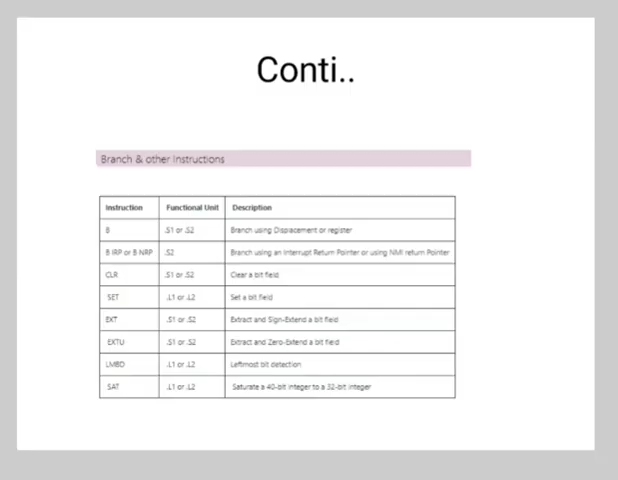 Conti..
Branch & other Instructions
Instruction Functional Unit Description
B .S1 or .S2 Branch using Displacement or register
B IRP or B NRP .S2 Branch using an Interrupt Return Pointer or using NMI return Pointer
CLR .S1 or .S2 Clear a bit field
SET .L1 or .L2 Set a bit field
EXT .S1 or .S2 Extract and Sign-Extend a bit field
EXTU .S1 or .S2 Extract and Zero-Extend a bit field
LMBD .L1 or .L2 Leftmost bit detection
SAT .L1 or .L2 Saturate a 40-bit integer to a 32-bit integer